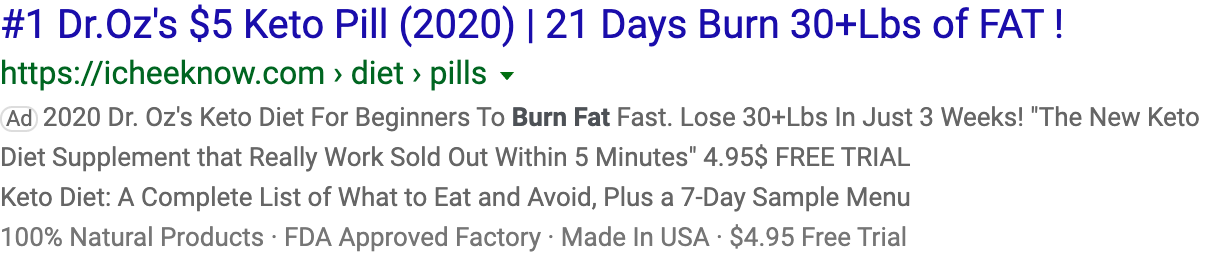 #1 Dr.Oz's $5 Keto Pill (2020) | 21 Days Burn 30+Lbs of FAT !
https://icheeknow.com › diet › pills
Ad 2020 Dr. Oz's Keto Diet For Beginners To Burn Fat Fast. Lose 30+Lbs In Just 3 Weeks! "The New Keto
Diet Supplement that Really Work Sold Out Within 5 Minutes" 4.95$ FREE TRIAL
Keto Diet: A Complete List of What to Eat and Avoid, Plus a 7-Day Sample Menu
100% Natural Products · FDA Approved Factory · Made In USA · $4.95 Free Trial